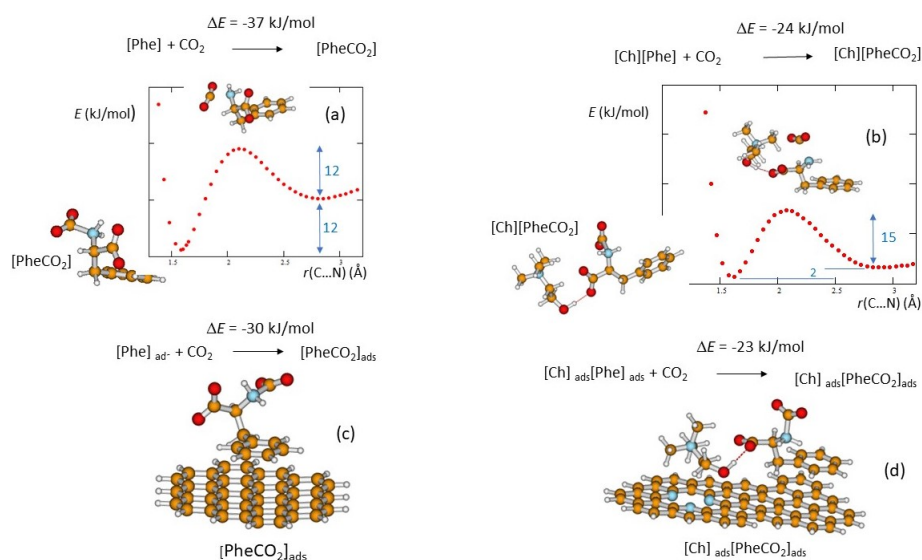 ΔE = -37 kJ/mol
[Phe] + CO2 [PheCO2]
E (kJ/mol)
(a)
12
12
[PheCO2]
1.5 2 2.5 3
r(C...N) (Å)
ΔE = -24 kJ/mol
[Ch][Phe] + CO2 [Ch][PheCO2]
E (kJ/mol)
(b)
[Ch][PheCO2]
15
2
1.5 2 2.5 3
r(C...N) (Å)
ΔE = -30 kJ/mol
[Phe] ad- + CO2 [PheCO2]ads
(c)
[PheCO2]ads
ΔE = -23 kJ/mol
[Ch] ads[Phe] ads + CO2 [Ch] ads[PheCO2]ads
(d)
[Ch] ads[PheCO2]ads